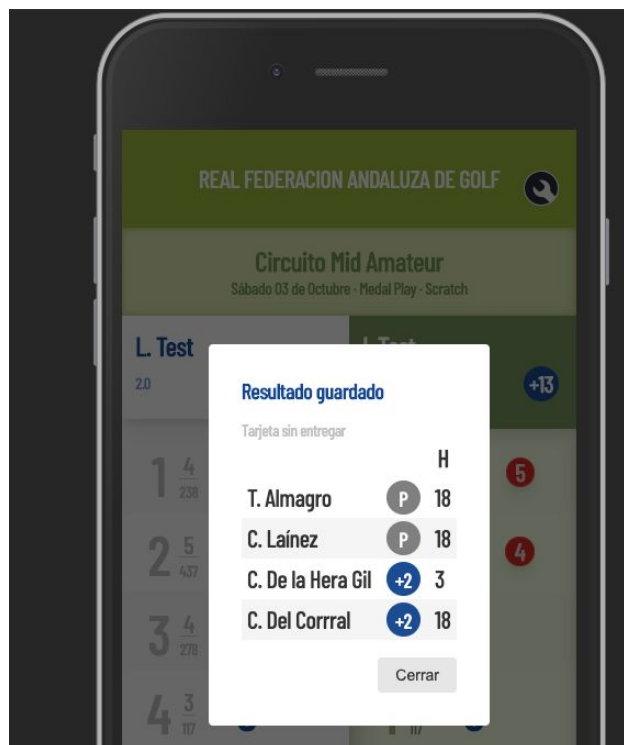 REAL FEDERACION ANDALUZA DE GOLF
Circuito Mid Amateur
Sábado 03 de Octubre - Medal Play - Scratch
L. Test
2.0
+13
Resultado guardado
Tarjeta sin entregar
H
T. Almagro P 18
C. Laínez P 18
C. De la Hera Gil +2 3
C. Del Corrral +2 18
Cerrar
1 4 238 5
2 5 437 4
3 4 278
4 3 117